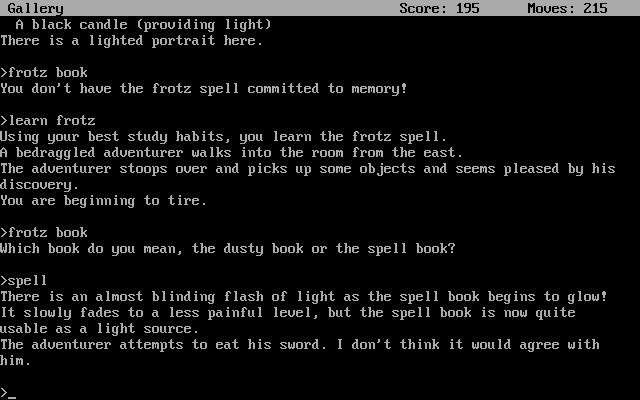 Gallery Score: 195 Moves: 215
A black candle (providing light)
There is a lighted portrait here.
>frotz book
You don't have the frotz spell committed to memory!
>learn frotz
Using your best study habits, you learn the frotz spell.
A bedraggled adventurer walks into the room from the east.
The adventurer stoops over and picks up some objects and seems pleased by his
discovery.
You are beginning to tire.
>frotz book
Which book do you mean, the dusty book or the spell book?
>spell
There is an almost blinding flash of light as the spell book begins to glow!
It slowly fades to a less painful level, but the spell book is now quite
usable as a light source.
The adventurer attempts to eat his sword. I don't think it would agree with
him.
>_